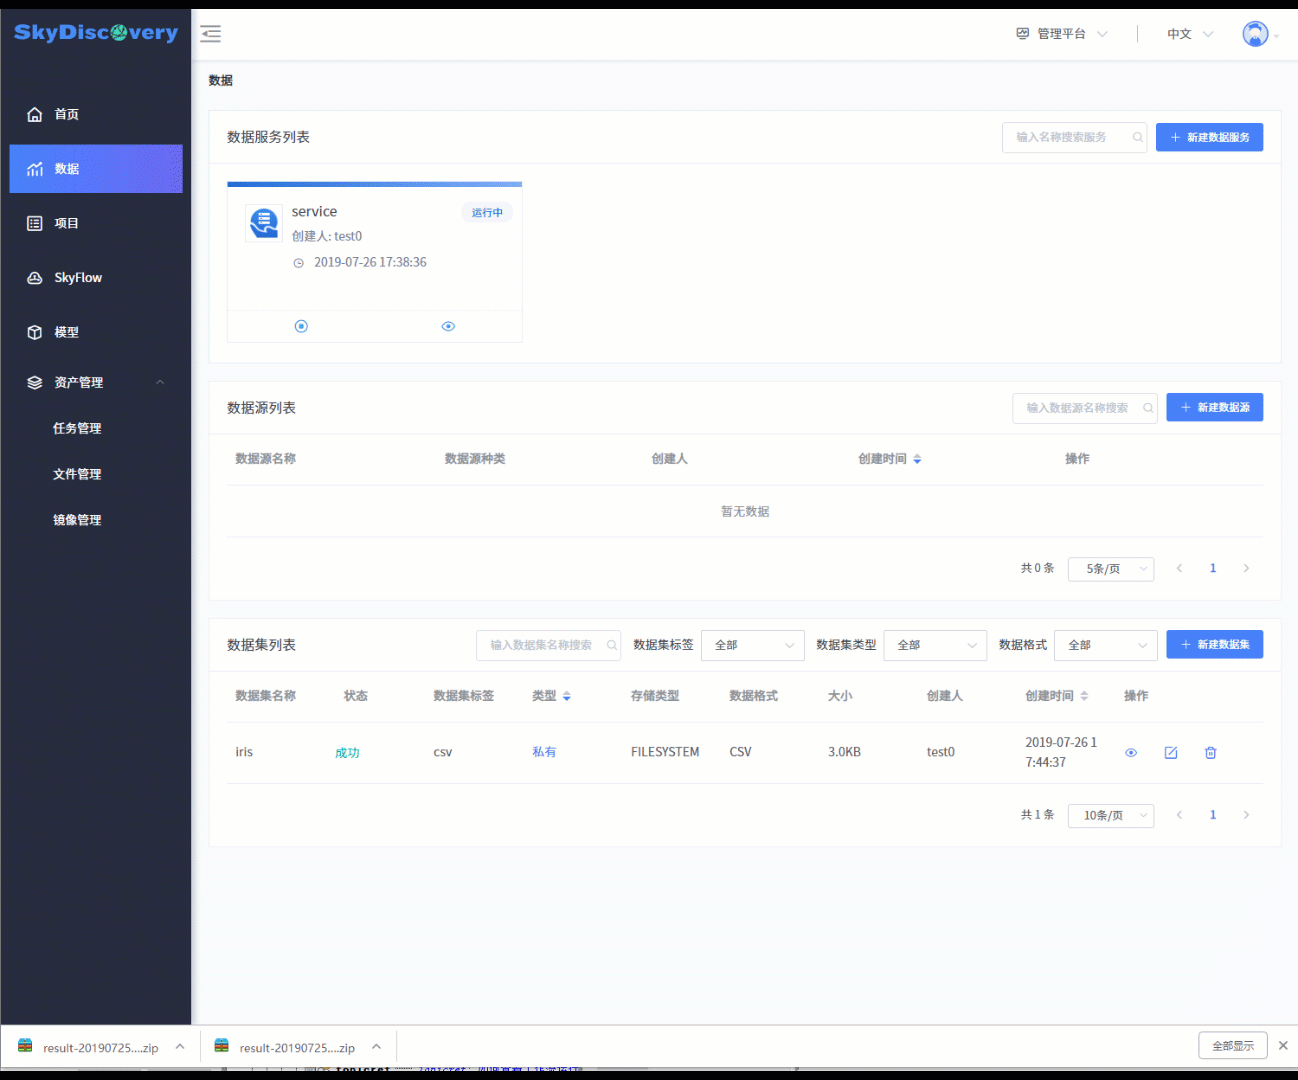 SkyDiscovery
管理平台
中文
首页
数据
项目
SkyFlow
模型
资产管理
任务管理
文件管理
镜像管理
数据
数据服务列表
输入名称搜索服务
新建数据服务
service
运行中
创建人: test0
2019-07-26 17:38:36
数据源列表
输入数据源名称搜索
新建数据源
数据源名称 数据源种类 创建人 创建时间 操作
暂无数据
共 0 条 5条/页 1
数据集列表
输入数据集名称搜索
数据集标签 全部 数据集类型 全部 数据格式 全部
新建数据集
数据集名称 状态 数据集标签 类型 存储类型 数据格式 大小 创建人 创建时间 操作
iris 成功 csv 私有 FILESYSTEM CSV 3.0KB test0 2019-07-26 1
7:44:37
共 1 条 10条/页 1
result-20190725....zip
result-20190725....zip
全部显示